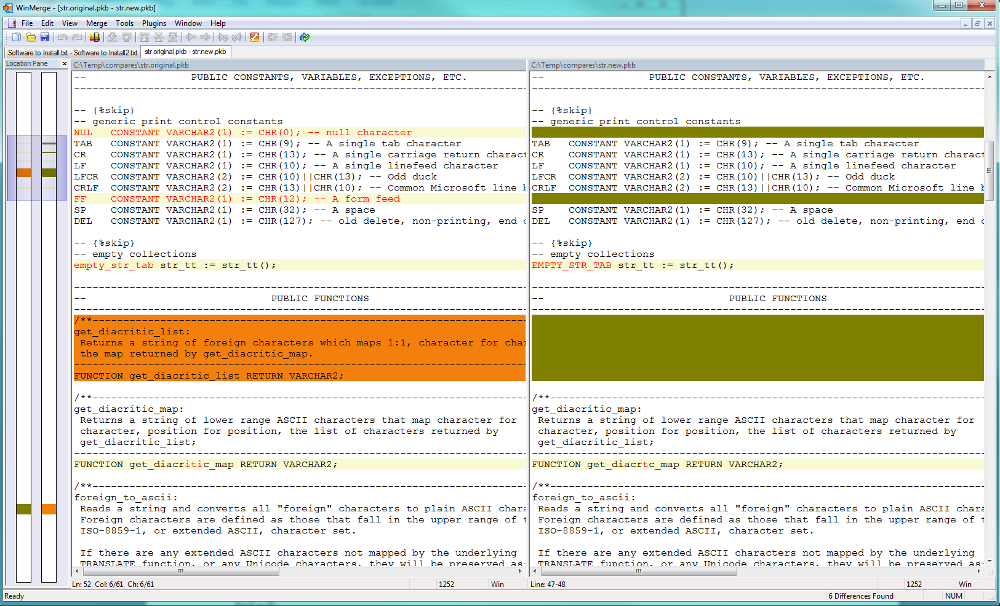 WinMerge - [str.original.pkb - str.new.pkb]
File Edit View Merge Tools Plugins Window Help
Software to Install.txt - Software to Install2.txt str.original.pkb - str.new.pkb
Location Pane
C:\Temp\compares\str.original.pkb
-- PUBLIC CONSTANTS, VARIABLES, EXCEPTIONS, ETC.
--------------------------------------------------------------------------
-- {%skip}
-- generic print control constants
NUL CONSTANT VARCHAR2(1) := CHR(0); -- null character
TAB CONSTANT VARCHAR2(1) := CHR(9); -- A single tab character
CR CONSTANT VARCHAR2(1) := CHR(13); -- A single carriage return charact
LF CONSTANT VARCHAR2(1) := CHR(10); -- A single linefeed character
LFCR CONSTANT VARCHAR2(2) := CHR(10)||CHR(13); -- Odd duck
CRLF CONSTANT VARCHAR2(2) := CHR(13)||CHR(10); -- Common Microsoft line
FF CONSTANT VARCHAR2(1) := CHR(12); -- A form feed
SP CONSTANT VARCHAR2(1) := CHR(32); -- A space
DEL CONSTANT VARCHAR2(1) := CHR(127); -- old delete, non-printing, end
-- {%skip}
-- empty collections
empty_str_tab str_tt := str_tt();
--------------------------------------------------------------------------
-- PUBLIC FUNCTIONS
--------------------------------------------------------------------------
/**-----------------------------------------------------------------------
get_diacritic_list:
Returns a string of foreign characters which maps 1:1, character for char
the map returned by get_diacritic_map.
--------------------------------------------------------------------------
FUNCTION get_diacritic_list RETURN VARCHAR2;
/**-----------------------------------------------------------------------
get_diacritic_map:
Returns a string of lower range ASCII characters that map character for
character, position for position, the list of characters returned by
get_diacritic_list;
--------------------------------------------------------------------------
FUNCTION get_diacritic_map RETURN VARCHAR2;
/**-----------------------------------------------------------------------
foreign_to_ascii:
Reads a string and converts all "foreign" characters to plain ASCII chara
Foreign characters are defined as those that fall in the upper range of
ISO-8859-1, or extended ASCII, character set.
If there are any extended ASCII characters not mapped by the underlying
TRANSLATE function, or any Unicode characters, they will be preserved as-
C:\Temp\compares\str.new.pkb
-- PUBLIC CONSTANTS, VARIABLES, EXCEPTIONS, ETC.
--------------------------------------------------------------------------
-- {%skip}
-- generic print control constants
TAB CONSTANT VARCHAR2(1) := CHR(9); -- A single tab character
CR CONSTANT VARCHAR2(1) := CHR(13); -- A single carriage return charact
LF CONSTANT VARCHAR2(1) := CHR(10); -- A single linefeed character
LFCR CONSTANT VARCHAR2(2) := CHR(10)||CHR(13); -- Odd duck
CRLF CONSTANT VARCHAR2(2) := CHR(13)||CHR(10); -- Common Microsoft line
SP CONSTANT VARCHAR2(1) := CHR(32); -- A space
DEL CONSTANT VARCHAR2(1) := CHR(127); -- old delete, non-printing, end
-- {%skip}
-- empty collections
EMPTY_STR_TAB str_tt := str_tt();
--------------------------------------------------------------------------
-- PUBLIC FUNCTIONS
--------------------------------------------------------------------------
/**-----------------------------------------------------------------------
get_diacritic_map:
Returns a string of lower range ASCII characters that map character for
character, position for position, the list of characters returned by
get_diacritic_list;
--------------------------------------------------------------------------
FUNCTION get_diacrtc_map RETURN VARCHAR2;
/**-----------------------------------------------------------------------
foreign_to_ascii:
Reads a string and converts all "foreign" characters to plain ASCII chara
Foreign characters are defined as those that fall in the upper range of
ISO-8859-1, or extended ASCII, character set.
If there are any extended ASCII characters not mapped by the underlying
TRANSLATE function, or any Unicode characters, they will be preserved as-
Ln: 52 Col: 6/61 Ch: 6/61 1252 Win
Line: 47-48 1252 Win
Ready 6 Differences Found NUM